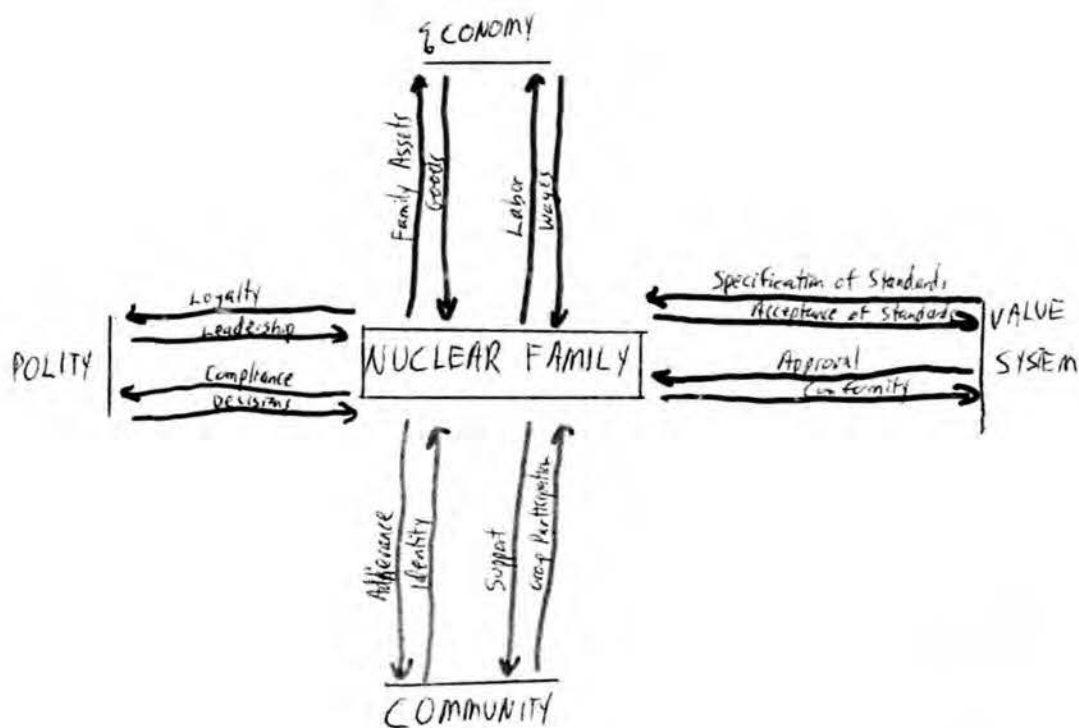 ECONOMY
Family Assets
Goods
Labor
Wages
Loyalty
Leadership
Specification of Standards
Acceptance of Standards
POLITY
NUCLEAR FAMILY
VALUE
SYSTEM
Compliance
Decisions
Approval
Conformity
Adherance
Identity
Support
Group Participation
COMMUNITY